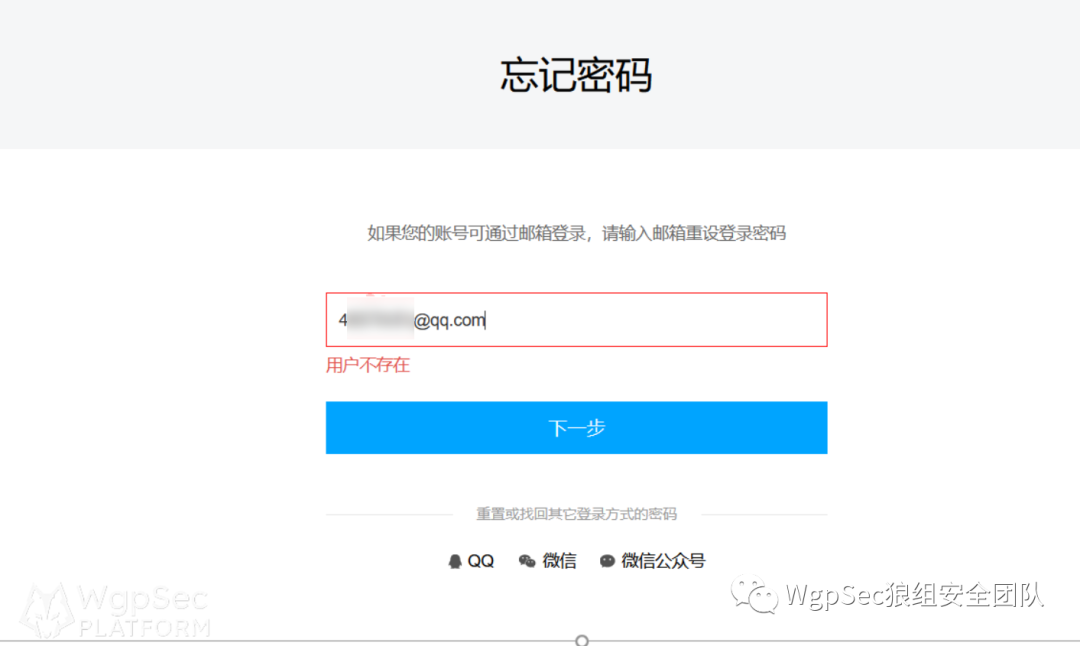 忘记密码
如果您的账号可通过邮箱登录，请输入邮箱重设登录密码
4 @qq.com
用户不存在
下一步
重置或找回其它登录方式的密码
QQ 微信 微信公众号
WgpSec狼组安全团队
WgpSec
PLATFORM